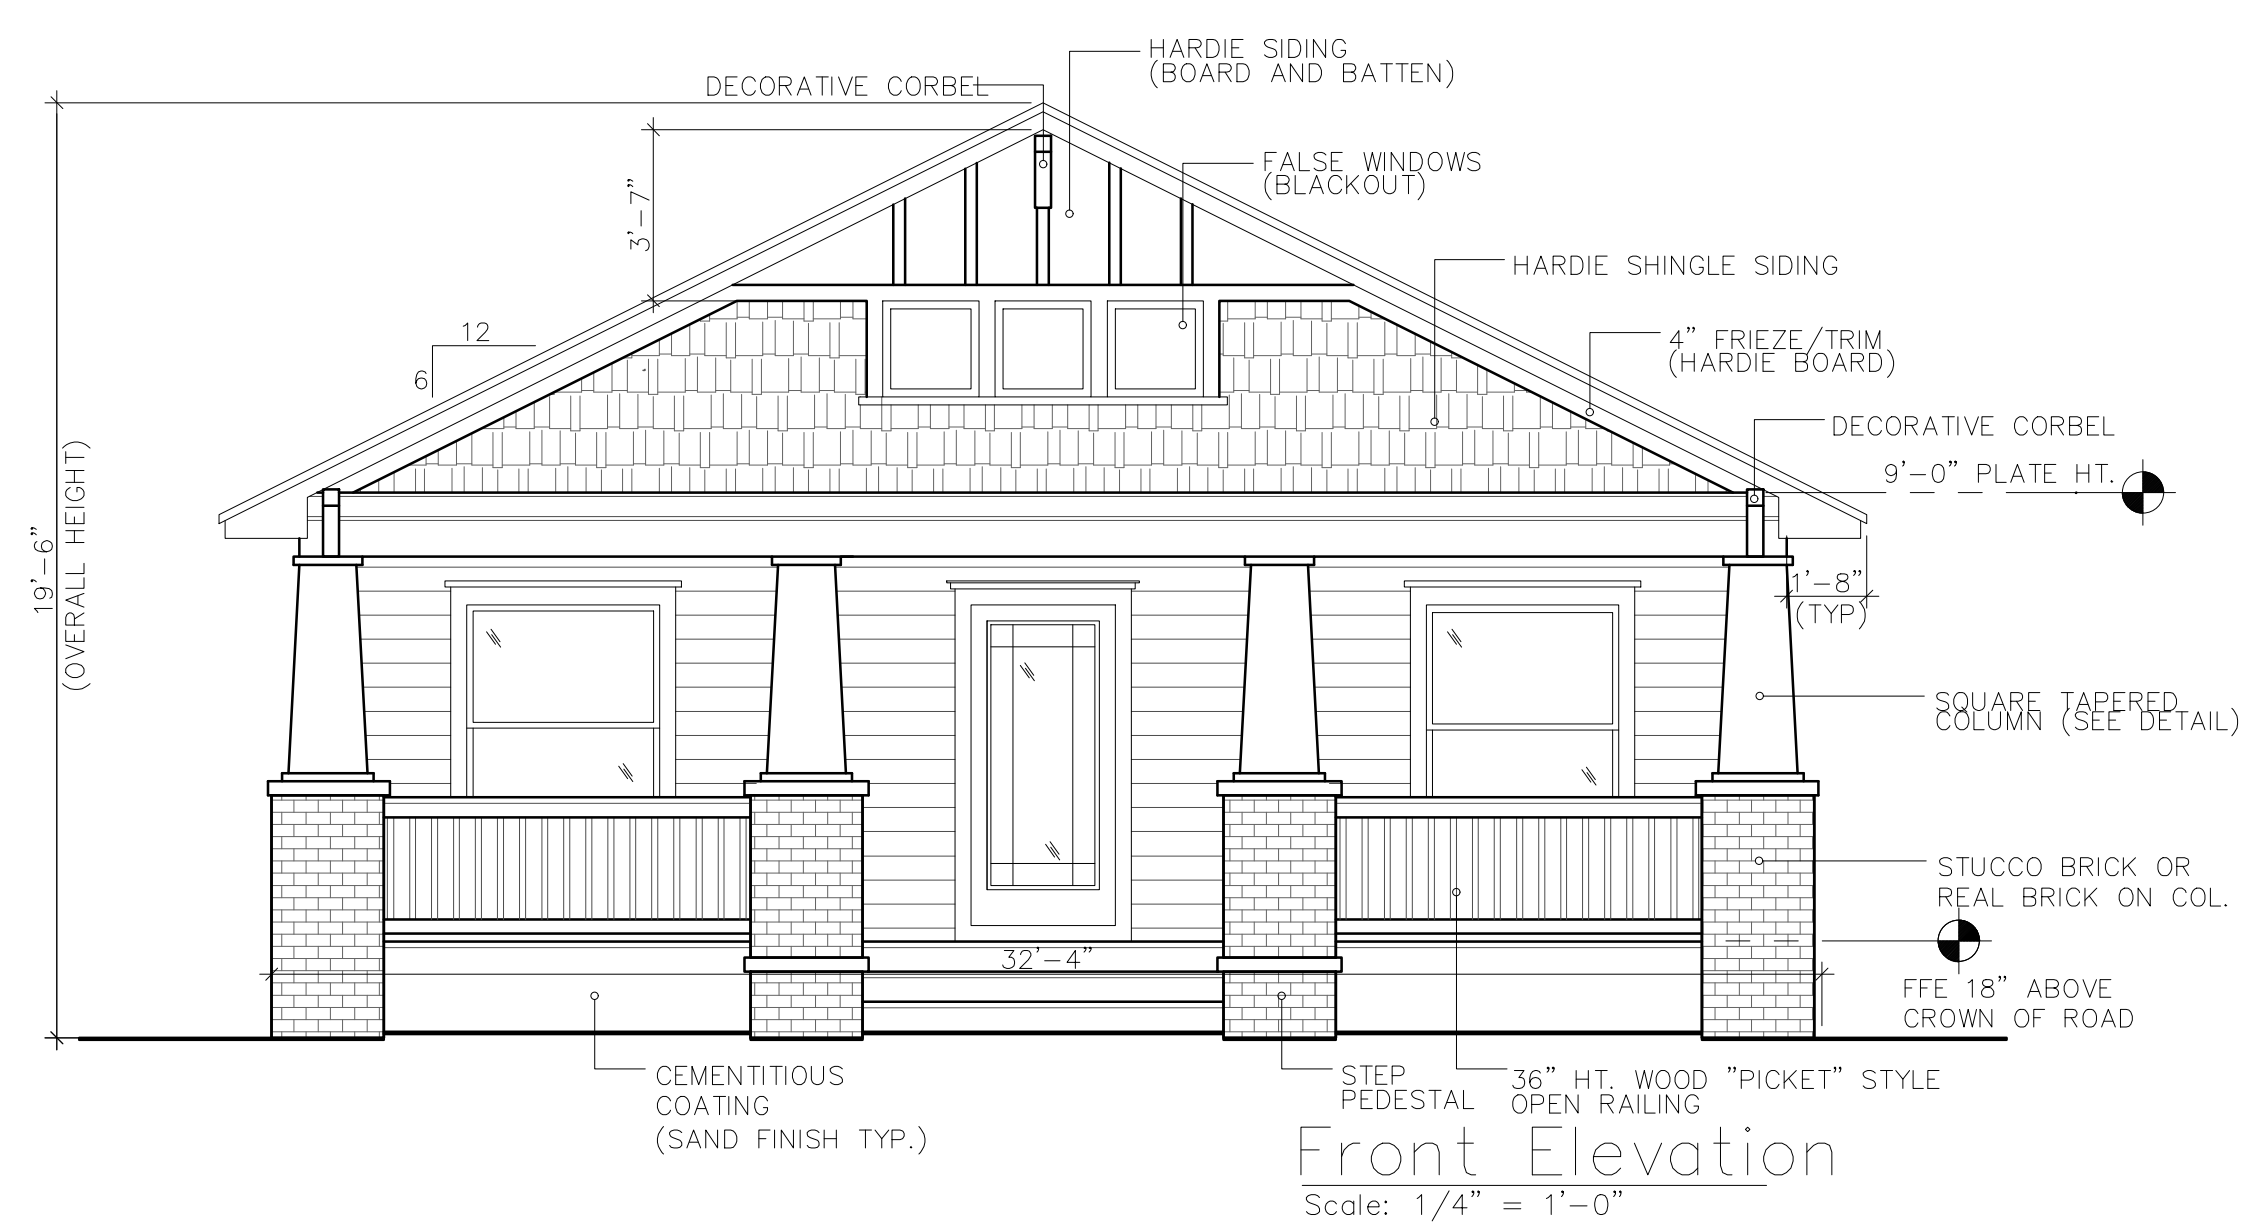 HARDIE SIDING
(BOARD AND BATTEN)
DECORATIVE CORBEL
FALSE WINDOWS
(BLACKOUT)
3'-7"
HARDIE SHINGLE SIDING
12
6
4" FRIEZE/TRIM
(HARDIE BOARD)
DECORATIVE CORBEL
9'-0" PLATE HT.
19'-6"
(OVERALL HEIGHT)
1'-8"
(TYP)
SQUARE TAPERED
COLUMN (SEE DETAIL)
STUCCO BRICK OR
REAL BRICK ON COL.
32'-4"
FFE 18" ABOVE
CROWN OF ROAD
CEMENTITIOUS
COATING
(SAND FINISH TYP.)
STEP
PEDESTAL
36" HT. WOOD "PICKET" STYLE
OPEN RAILING
Front Elevation
Scale: 1/4" = 1'-0"